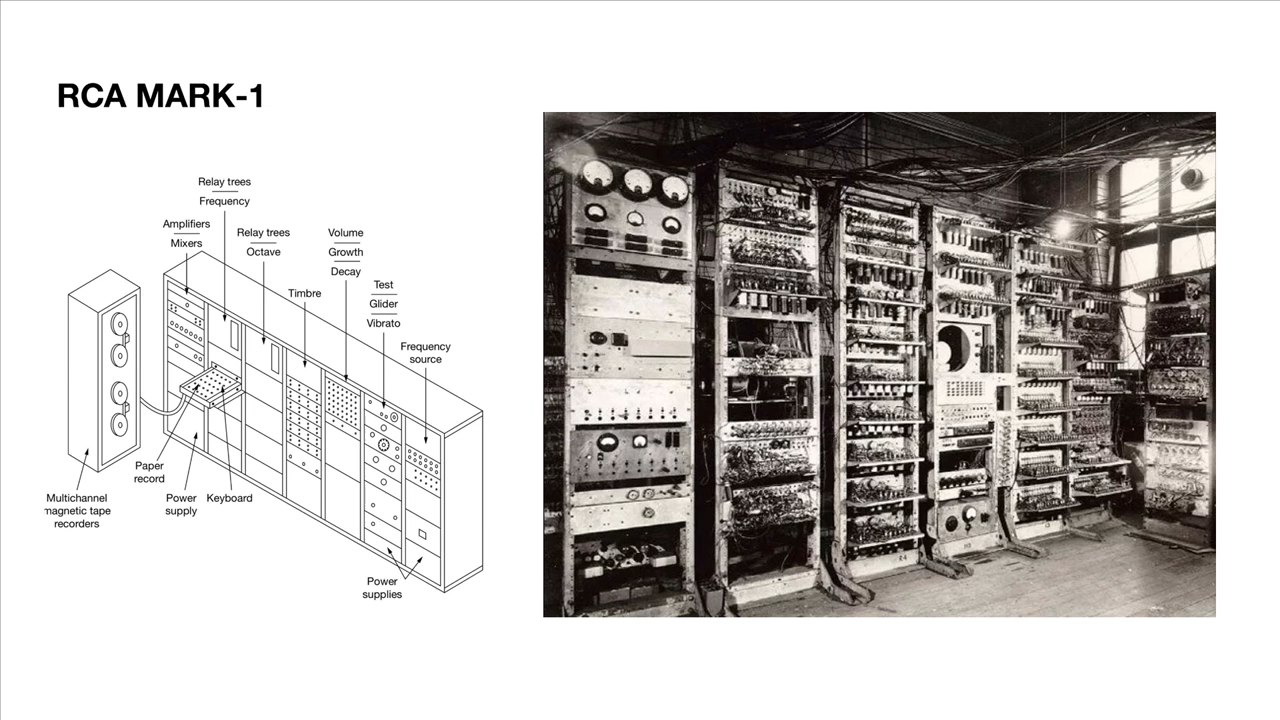 RCA MARK-1
Relay trees
Frequency
Amplifiers
Mixers
Relay trees
Octave
Volume
Growth
Decay
Timbre
Test
Glider
Vibrato
Frequency
source
Paper
record
Power
supply
Keyboard
Multichannel
magnetic tape
recorders
Power
supplies